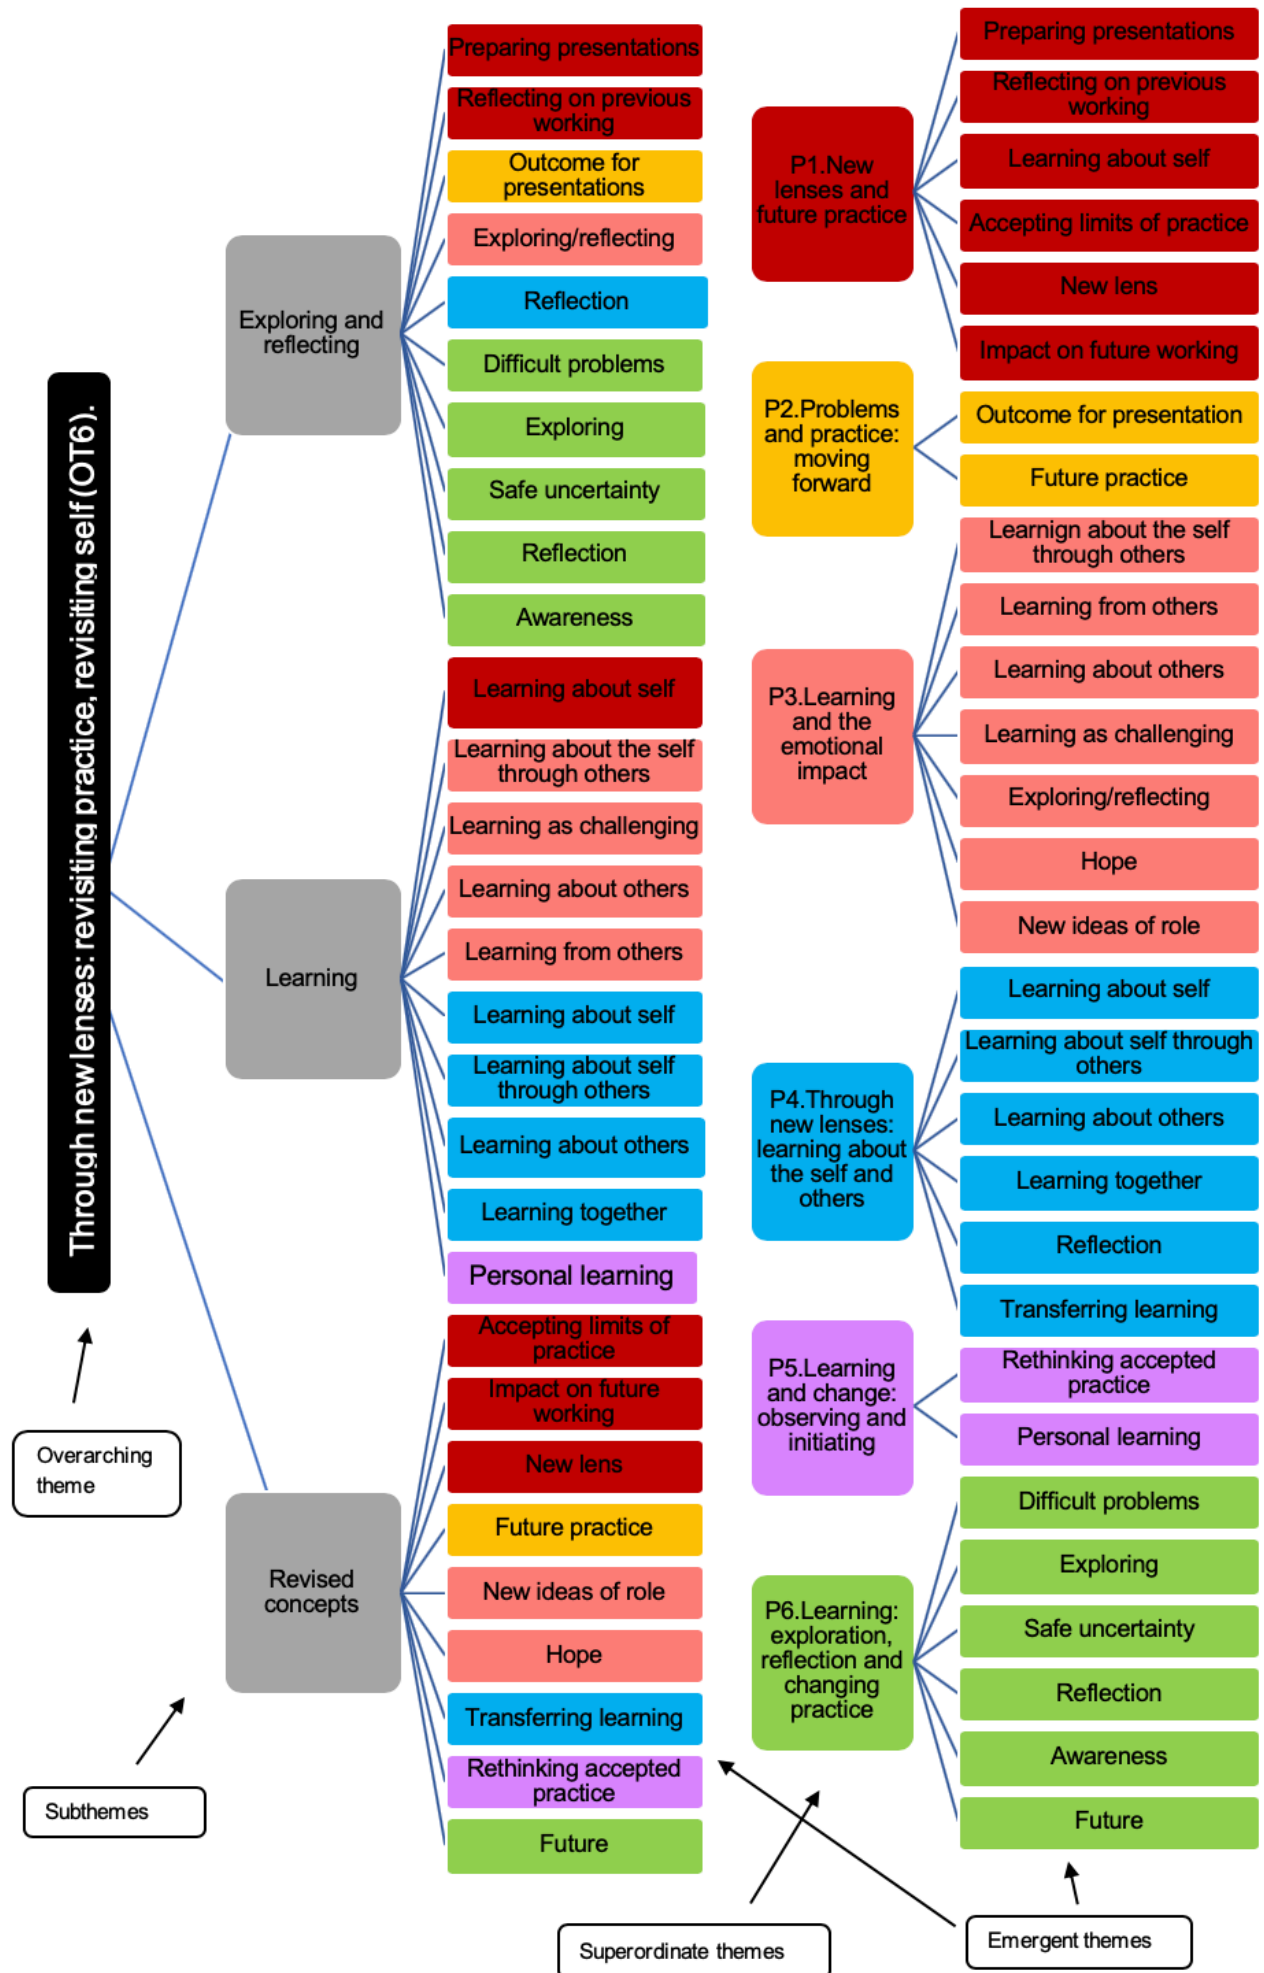 Through new lenses: revisiting practice, revisiting self (OT6).
Overarching
theme
Subthemes
Exploring and
reflecting
Learning
Revised
concepts
Preparing presentations
Reflecting on previous
working
Outcome for
presentations
Exploring/reflecting
Reflection
Difficult problems
Exploring
Safe uncertainty
Reflection
Awareness
Learning about self
Learning about the self
through others
Learning as challenging
Learning about others
Learning from others
Learning about self
Learning about self
through others
Learning about others
Learning together
Personal learning
Accepting limits of
practice
Impact on future
working
New lens
Future practice
New ideas of role
Hope
Transferring learning
Rethinking accepted
practice
Future
P1.New
lenses and
future practice
P2.Problems
and practice:
moving
forward
P3.Learning
and the
emotional
impact
P4.Through
new lenses:
learning about
the self and
others
P5.Learning
and change:
observing and
initiating
P6.Learning:
exploration,
reflection and
changing
practice
Superordinate themes
Preparing presentations
Reflecting on previous
working
Learning about self
Accepting limits of practice
New lens
Impact on future working
Outcome for presentation
Future practice
Learnign about the self
through others
Learning from others
Learning about others
Learning as challenging
Exploring/reflecting
Hope
New ideas of role
Learning about self
Learning about self through
others
Learning about others
Learning together
Reflection
Transferring learning
Rethinking accepted
practice
Personal learning
Difficult problems
Exploring
Safe uncertainty
Reflection
Awareness
Future
Emergent themes